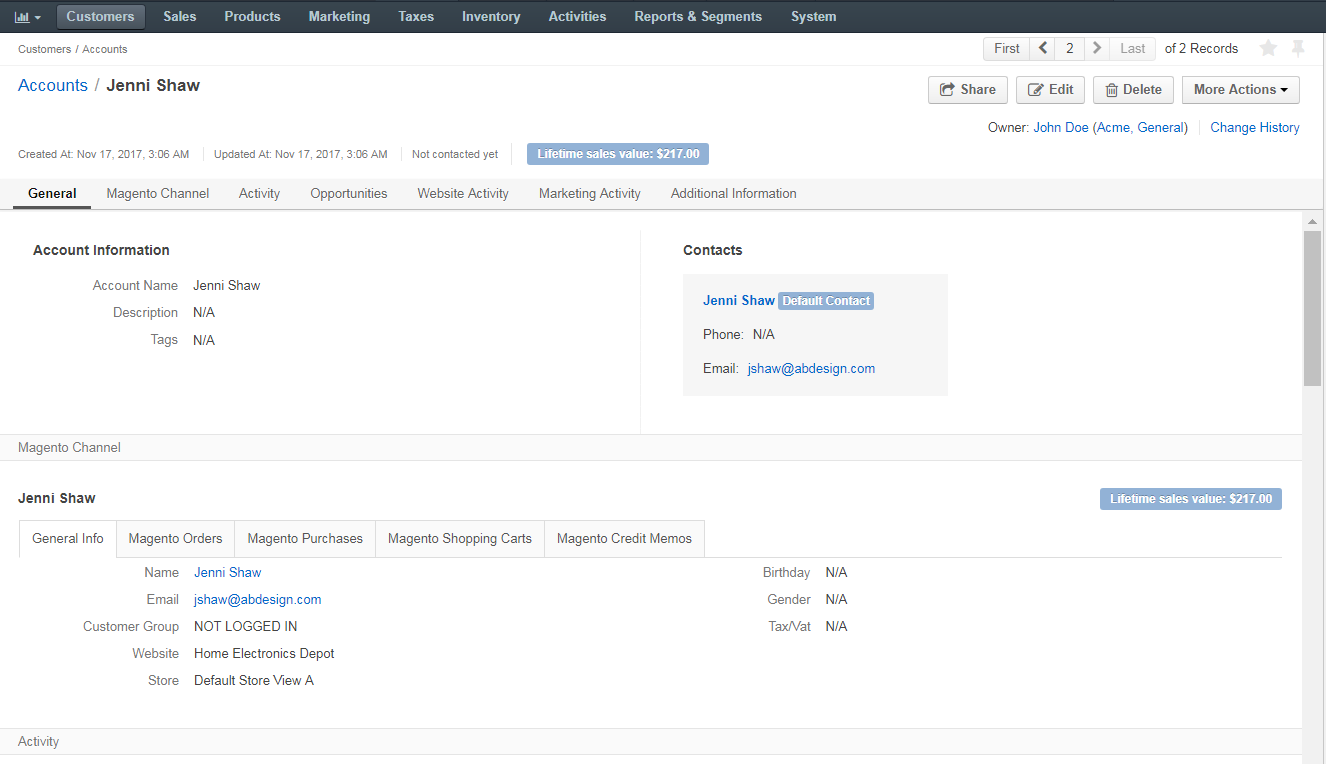 Customers Sales Products Marketing Taxes Inventory Activities Reports & Segments System
Customers / Accounts
First 2 Last of 2 Records
Accounts / Jenni Shaw
Share Edit Delete More Actions
Owner: John Doe (Acme, General) Change History
Created At: Nov 17, 2017, 3:06 AM Updated At: Nov 17, 2017, 3:06 AM Not contacted yet Lifetime sales value: $217.00
General Magento Channel Activity Opportunities Website Activity Marketing Activity Additional Information
Account Information
Account Name Jenni Shaw
Description N/A
Tags N/A
Contacts
Jenni Shaw Default Contact
Phone: N/A
Email: jshaw@abdesign.com
Magento Channel
Jenni Shaw Lifetime sales value: $217.00
General Info Magento Orders Magento Purchases Magento Shopping Carts Magento Credit Memos
Name Jenni Shaw
Email jshaw@abdesign.com
Customer Group NOT LOGGED IN
Website Home Electronics Depot
Store Default Store View A
Birthday N/A
Gender N/A
Tax/Vat N/A
Activity